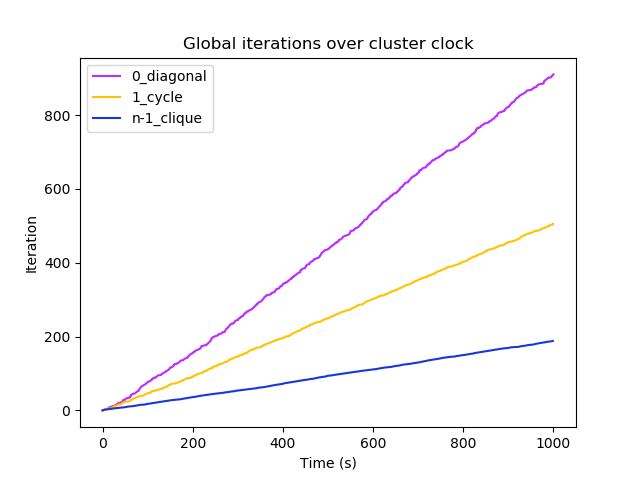 Global iterations over cluster clock
0_diagonal
1_cycle
n-1_clique
Iteration
800
600
400
200
0
0 200 400 600 800 1000
Time (s)